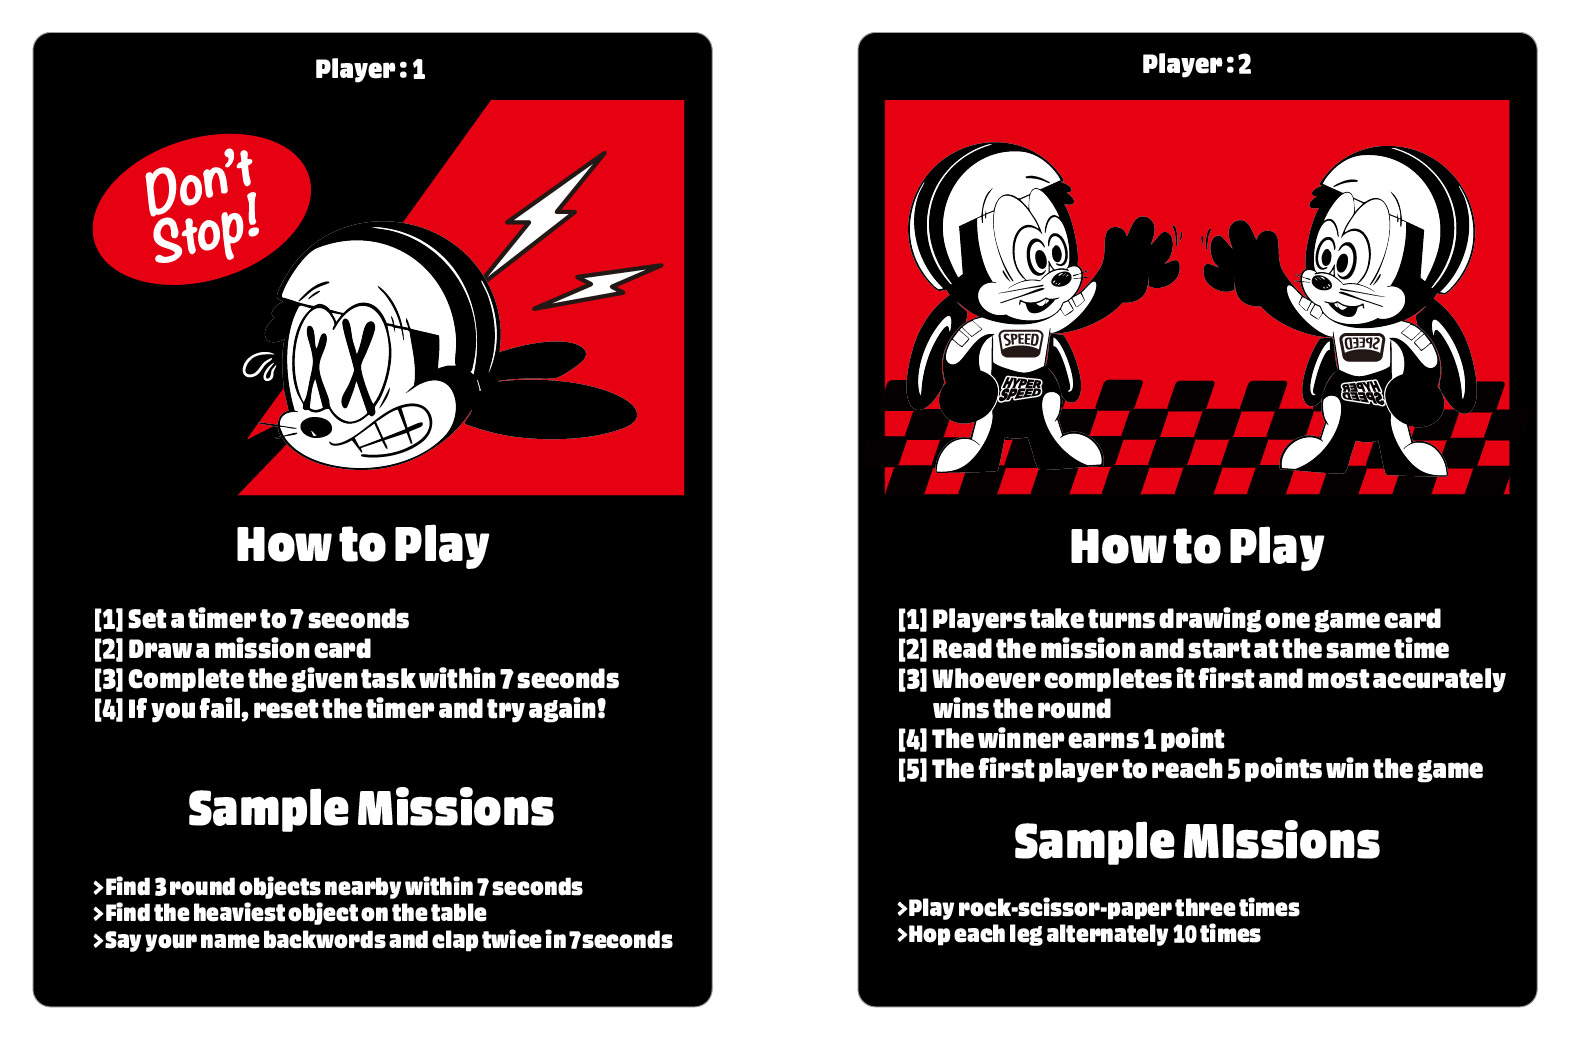 Player : 1
Don't
Stop!
How to Play
[1] Set a timer to 7 seconds
[2] Draw a mission card
[3] Complete the given task within 7 seconds
[4] If you fail, reset the timer and try again!
Sample Missions
>Find 3 round objects nearby within 7 seconds
>Find the heaviest object on the table
>Say your name backwords and clap twice in 7seconds
Player : 2
SPEED
HYPER
SPEED
SPEED
HYPER
SPEED
How to Play
[1] Players take turns drawing one game card
[2] Read the mission and start at the same time
[3] Whoever completes it first and most accurately
wins the round
[4] The winner earns 1 point
[5] The first player to reach 5 points win the game
Sample MIssions
>Play rock-scissor-paper three times
>Hop each leg alternately 10 times